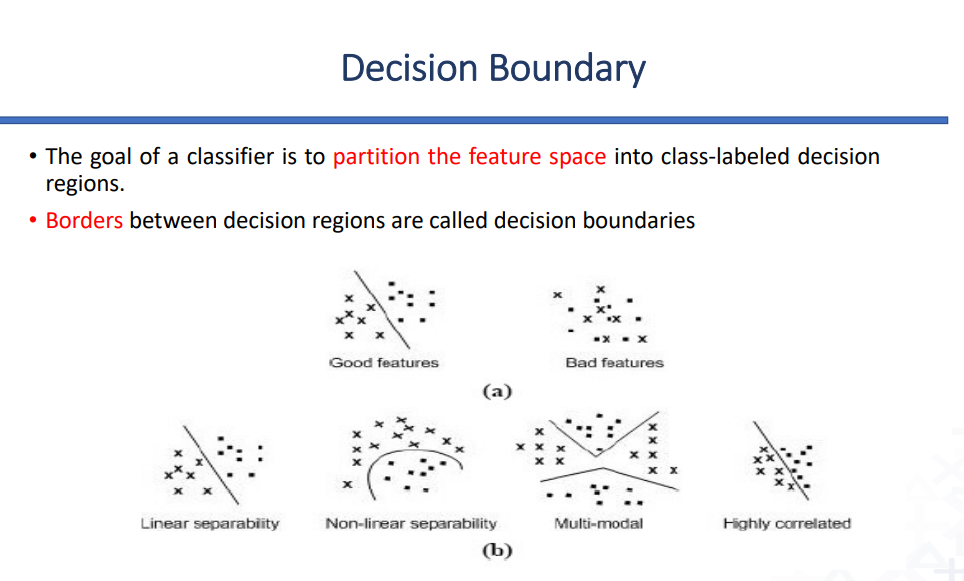 Decision Boundary
• The goal of a classifier is to partition the feature space into class-labeled decision
regions.
• Borders between decision regions are called decision boundaries
Good features
Bad features
(a)
Linear separability
Non-linear separability
Multi-modal
Highly correlated
(b)